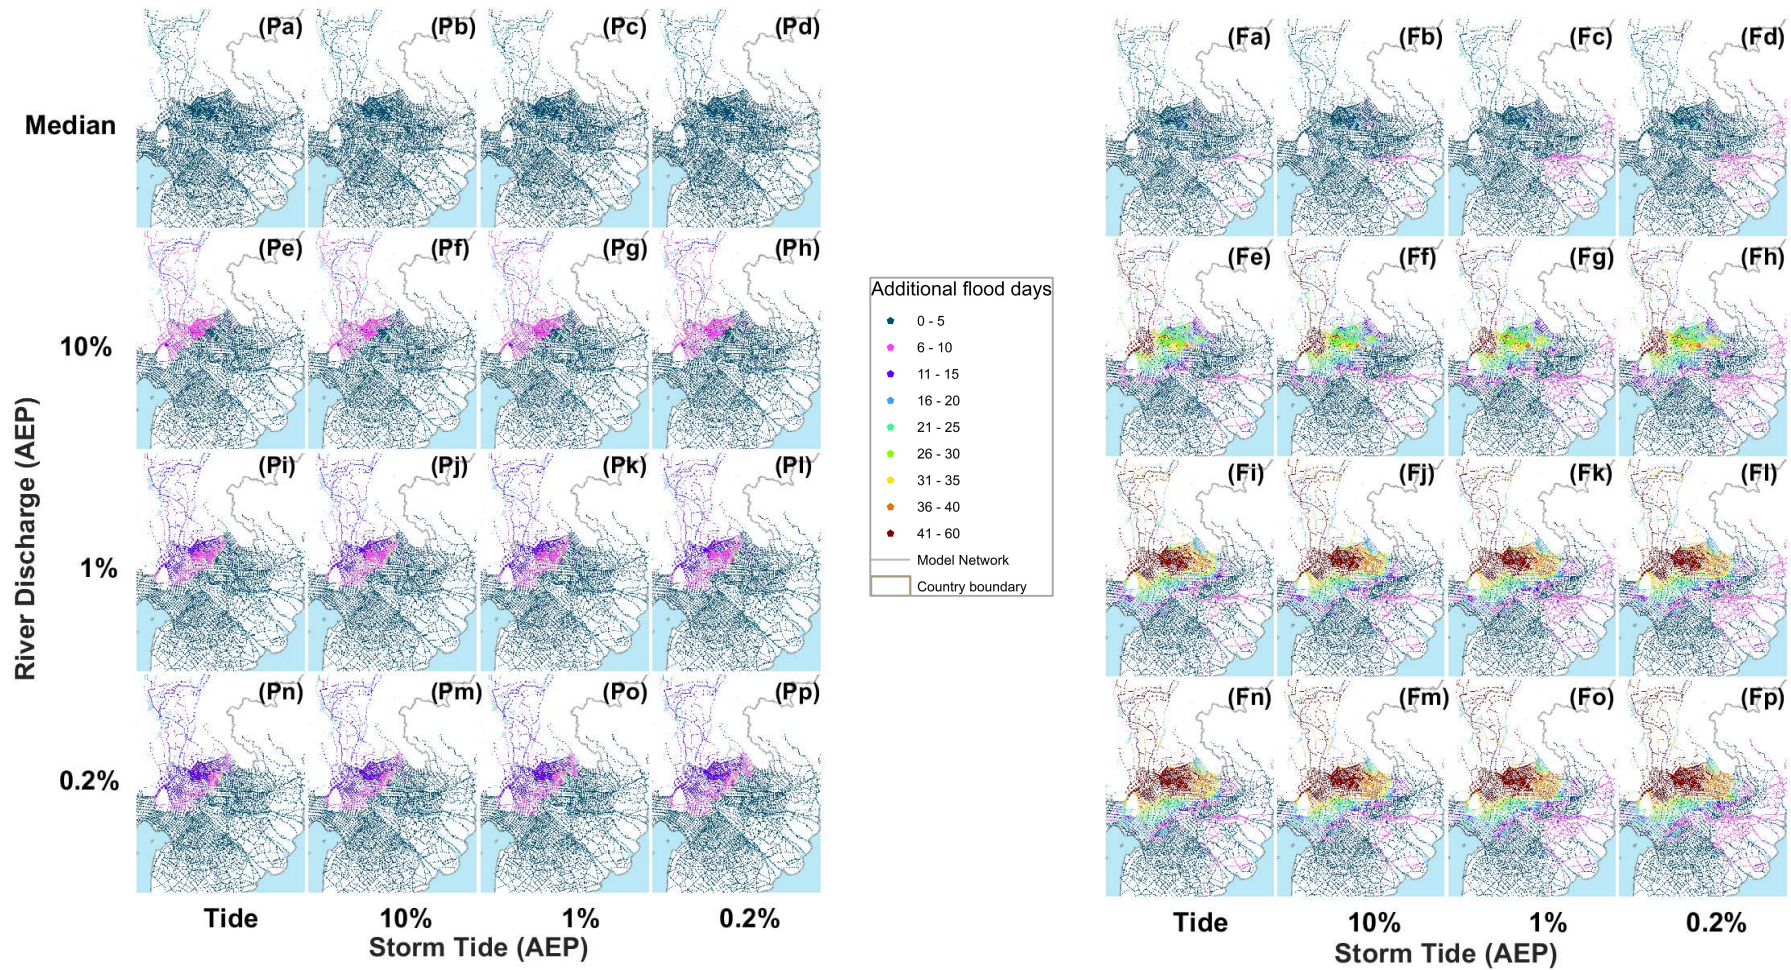 (Pa) (Pb) (Pc) (Pd)
(Fa) (Fb) (Fc) (Fd)
Median
(Pe) (Pf) (Pg) (Ph)
(Fe) (Ff) (Fg) (Fh)
10%
(Pi) (Pj) (Pk) (Pl)
(Fi) (Fj) (Fk) (Fl)
1%
(Pn) (Pm) (Po) (Pp)
(Fn) (Fm) (Fo) (Fp)
0.2%
River Discharge (AEP)
Additional flood days
0 - 5
6 - 10
11 - 15
16 - 20
21 - 25
26 - 30
31 - 35
36 - 40
41 - 60
Model Network
Country boundary
Tide 10% 1% 0.2%
Storm Tide (AEP)
Tide 10% 1% 0.2%
Storm Tide (AEP)